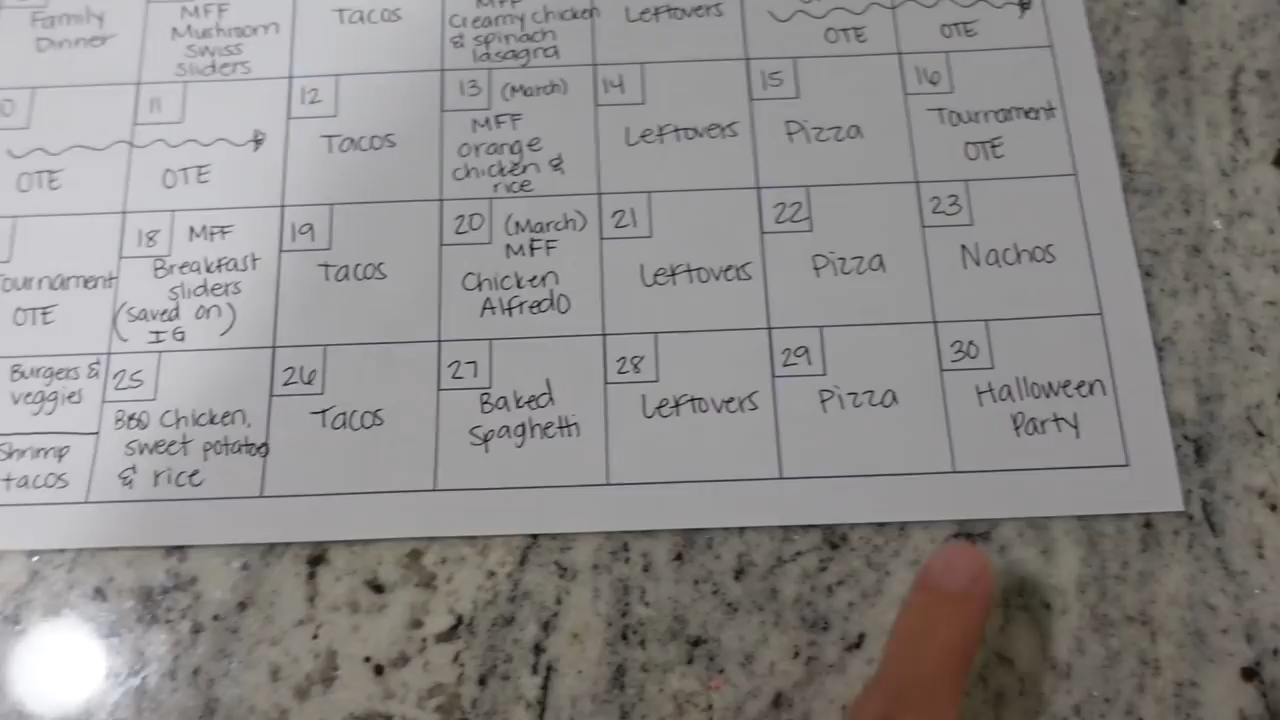 Family
Dinner
MFF
Mushroom
Swiss
Sliders
Tacos
Creamy chicken
& spinach
lasagna
Leftovers
OTE
OTE
0
OTE
11
OTE
12
Tacos
13 (March)
MFF
orange
chicken &
rice
14
Leftovers
15
Pizza
16
Tournament
OTE
Tournament
OTE
18 MFF
Breakfast
sliders
(saved on)
IG
19
Tacos
20 (March)
MFF
Chicken
Alfredo
21
Leftovers
22
Pizza
23
Nachos
Burgers &
veggies
Shrimp
tacos
25
BBQ Chicken,
sweet potatoo
& rice
26
Tacos
27
Baked
Spaghetti
28
Leftovers
29
Pizza
30
Halloween
Party